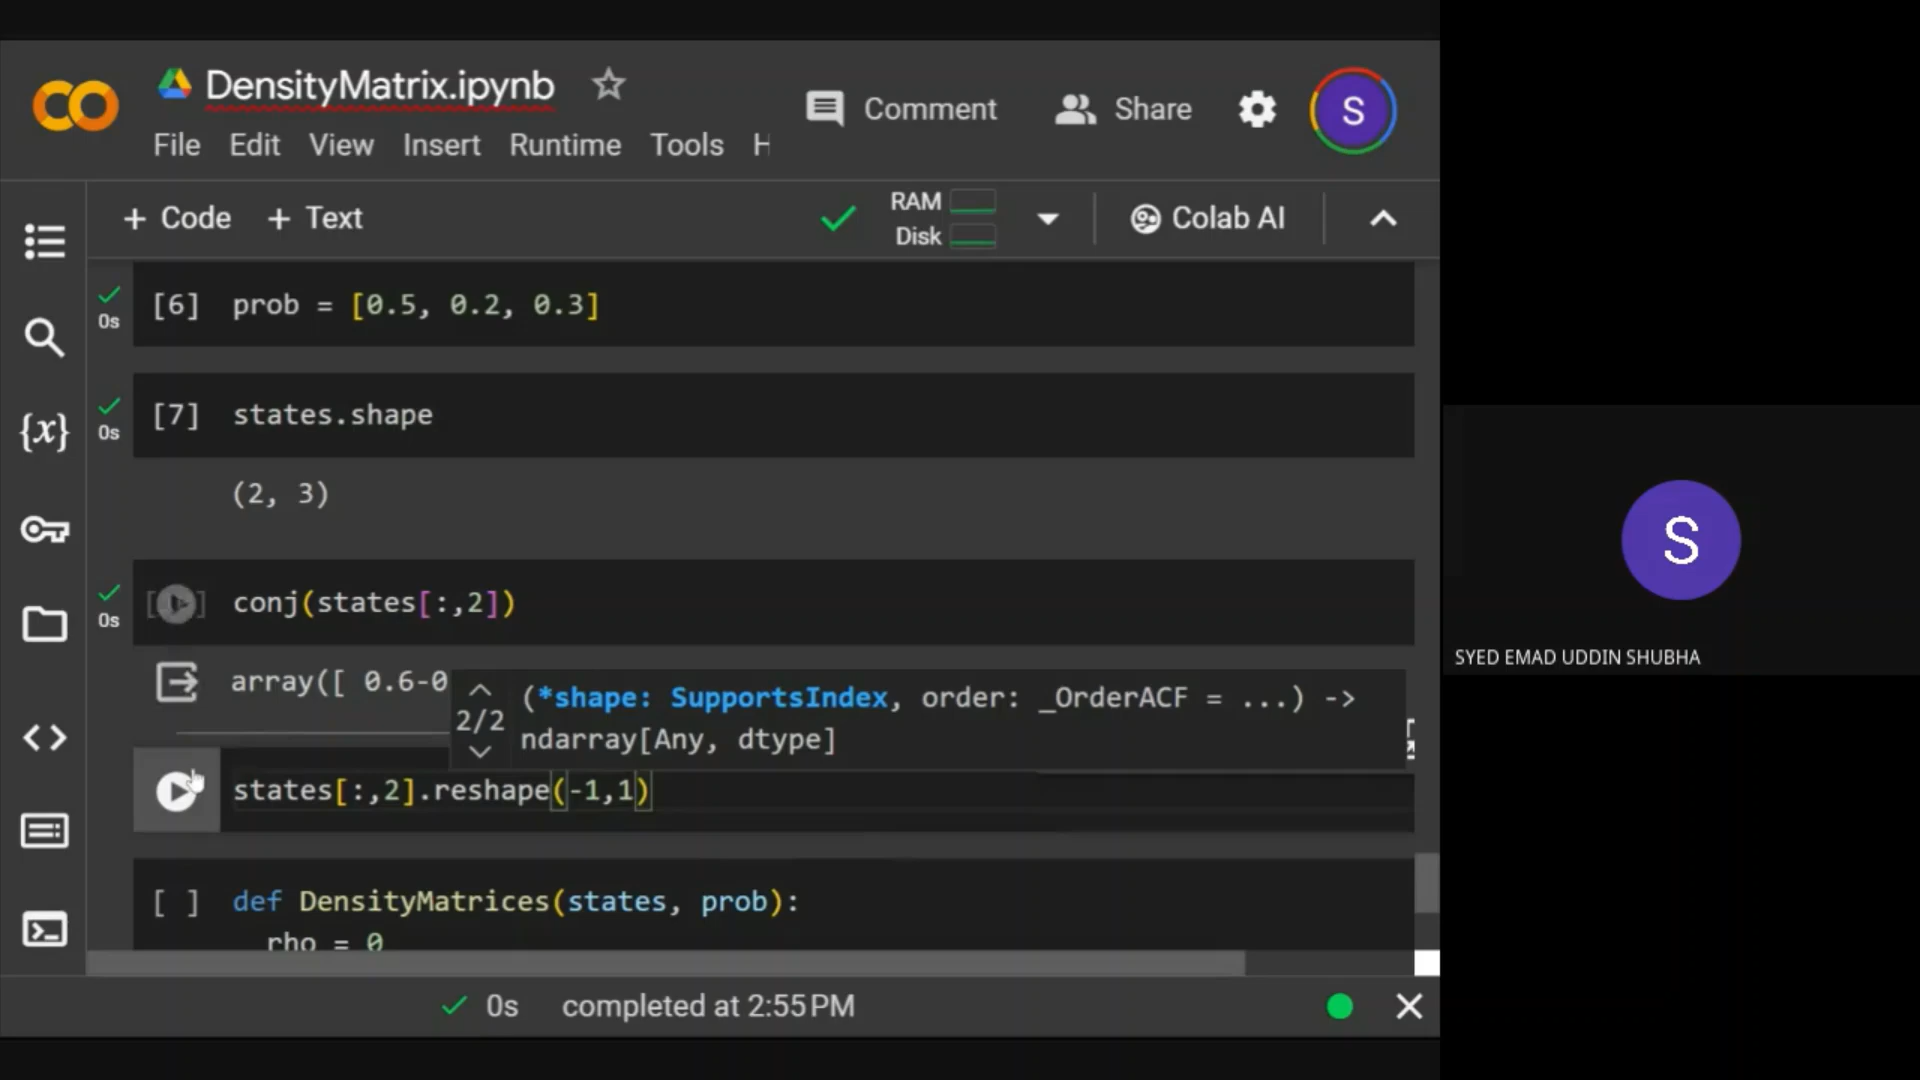 DensityMatrix.ipynb
Comment
Share
S
File Edit View Insert Runtime Tools H
+ Code + Text
RAM
Disk
Colab AI
0s
[6] prob = [0.5, 0.2, 0.3]
0s
[7] states.shape
(2, 3)
0s
conj(states[:,2])
array([ 0.6-0
2/2
(*shape: SupportsIndex, order: _OrderACF = ...) ->
ndarray[Any, dtype]
states[:,2].reshape(-1,1)
[ ] def DensityMatrices(states, prob):
rho = 0
0s completed at 2:55 PM
{x}
S
SYED EMAD UDDIN SHUBHA